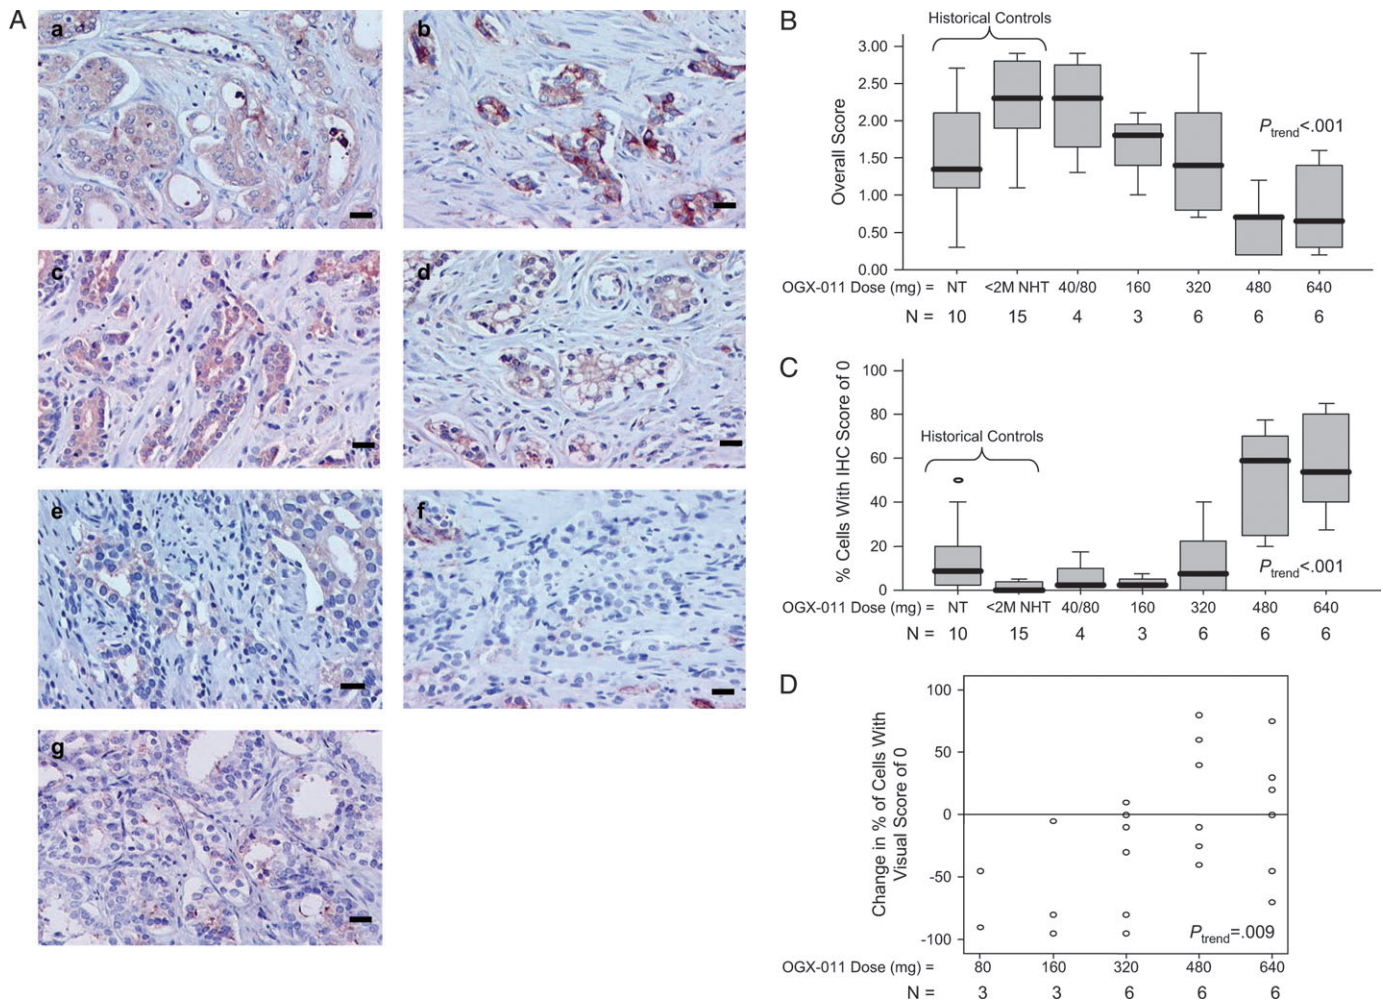 A
a
b
c
d
e
f
g
B
Historical Controls
3.00
2.50
2.00
1.50
1.00
0.50
0.00
Overall Score
Ptrend<.001
OGX-011 Dose (mg) = NT <2M NHT 40/80 160 320 480 640
N = 10 15 4 3 6 6 6
C
100
80
60
40
20
0
% Cells With IHC Score of 0
Historical Controls
Ptrend<.001
OGX-011 Dose (mg) = NT <2M NHT 40/80 160 320 480 640
N = 10 15 4 3 6 6 6
D
100
50
0
-50
-100
Change in % of Cells With
Visual Score of 0
Ptrend=.009
OGX-011 Dose (mg) = 80 160 320 480 640
N = 3 3 6 6 6